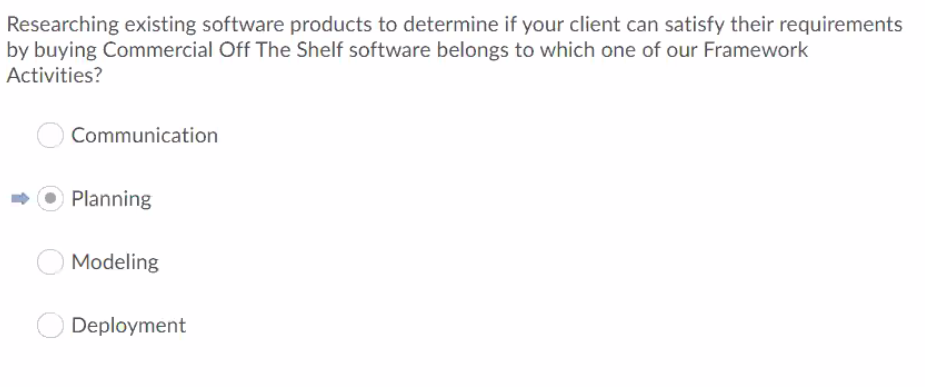 Researching existing software products to determine if your client can satisfy their requirements
by buying Commercial Off The Shelf software belongs to which one of our Framework
Activities?
Communication
Planning
Modeling
Deployment